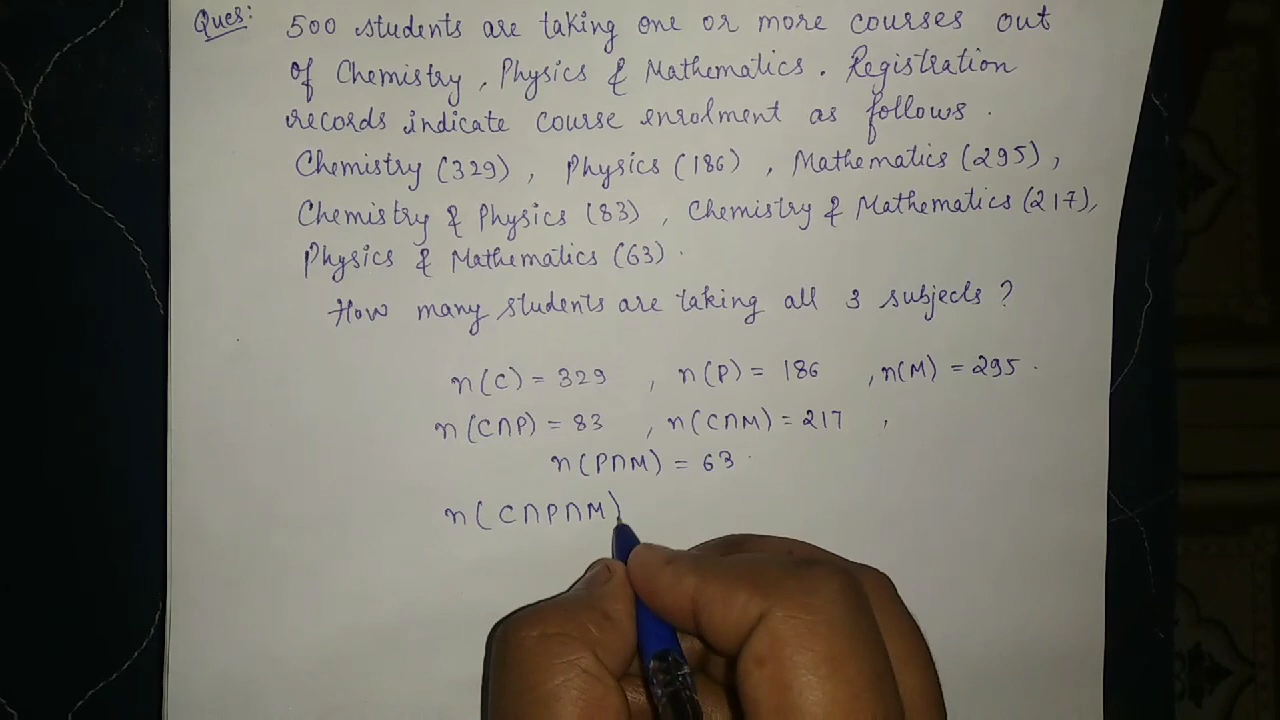 Ques: 500 students are taking one or more courses out
of Chemistry, Physics & Mathematics. Registration
records indicate course enrolment as follows.
Chemistry (329), Physics (186), Mathematics (295),
Chemistry & Physics (83), Chemistry & Mathematics (217),
Physics & Mathematics (63).
How many students are taking all 3 subjects?
n(C) = 329, n(P) = 186, n(M) = 295.
n(C∩P) = 83, n(C∩M) = 217,
n(P∩M) = 63.
n(C∩P∩M)